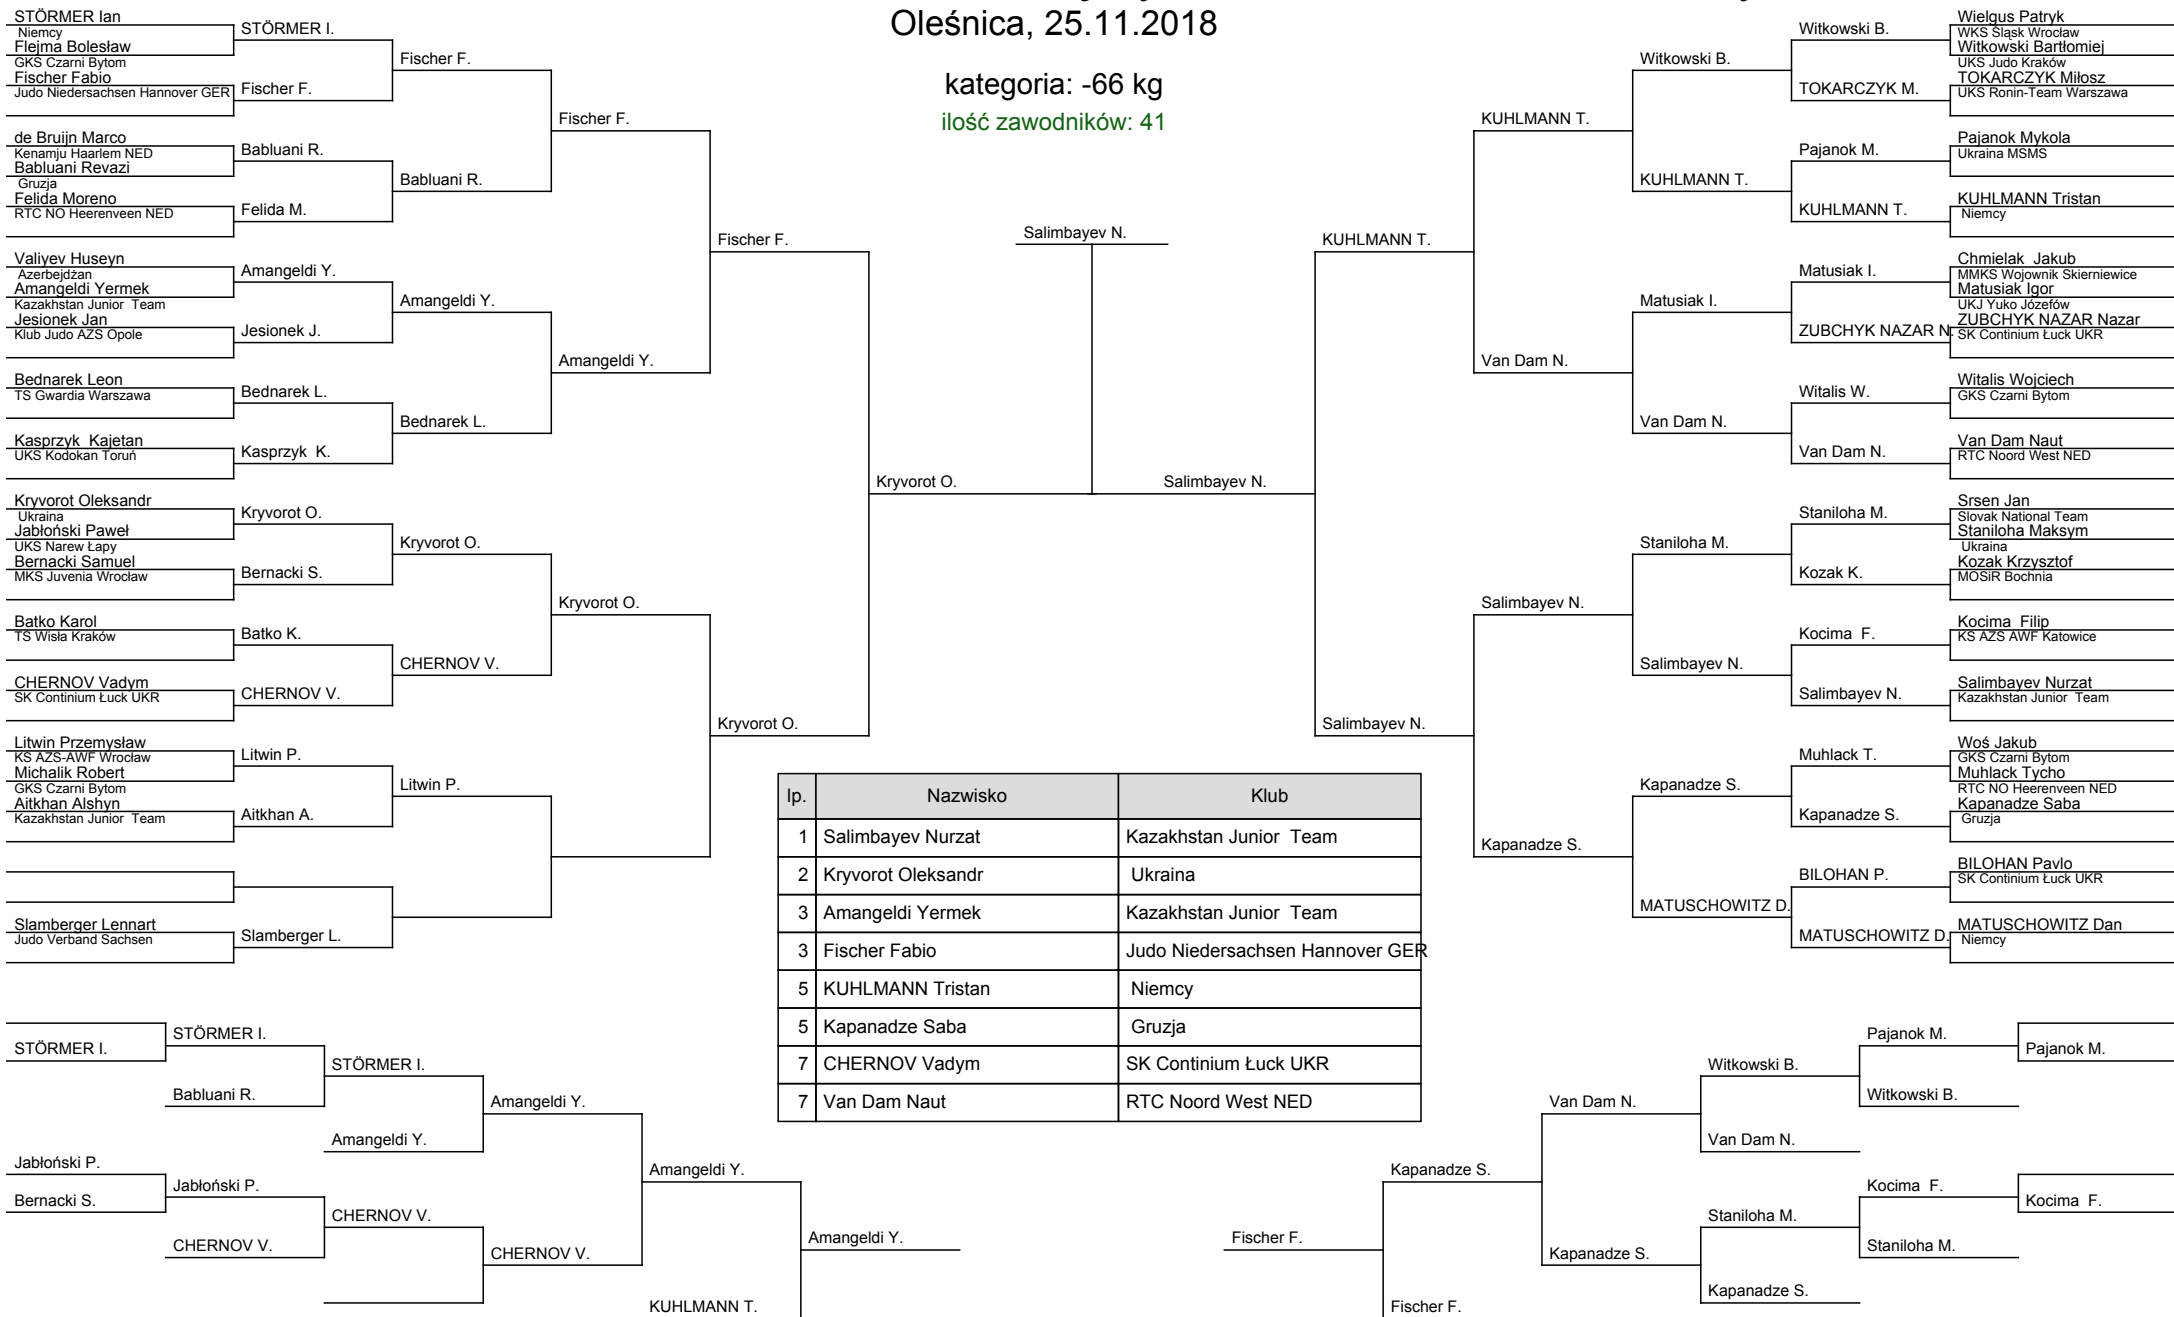 Oleśnica, 25.11.2018
kategoria: -66 kg
ilość zawodników: 41
STÖRMER Ian
Niemcy
Flejma Bolesław
GKS Czarni Bytom
Fischer Fabio
Judo Niedersachsen Hannover GER
de Bruijn Marco
Kenamju Haarlem NED
Babluani Revazi
Gruzja
Felida Moreno
RTC NO Heerenveen NED
Valiyev Huseyn
Azerbejdżan
Amangeldi Yermek
Kazakhstan Junior Team
Jesionek Jan
Klub Judo AZS Opole
Bednarek Leon
TS Gwardia Warszawa
Kasprzyk Kajetan
UKS Kodokan Toruń
Kryvorot Oleksandr
Ukraina
Jabłoński Paweł
UKS Narew Łapy
Bernacki Samuel
MKS Juvenia Wrocław
Batko Karol
TS Wisła Kraków
CHERNOV Vadym
SK Continium Łuck UKR
Litwin Przemysław
KS AZS-AWF Wrocław
Michalik Robert
GKS Czarni Bytom
Aitkhan Alshyn
Kazakhstan Junior Team
Slamberger Lennart
Judo Verband Sachsen
STÖRMER I.
Fischer F.
Babluani R.
Felida M.
Amangeldi Y.
Jesionek J.
Bednarek L.
Kasprzyk K.
Kryvorot O.
Bernacki S.
Batko K.
CHERNOV V.
Litwin P.
Aitkhan A.
Slamberger L.
Fischer F.
Babluani R.
Amangeldi Y.
Bednarek L.
Kryvorot O.
CHERNOV V.
Litwin P.
Fischer F.
Amangeldi Y.
Kryvorot O.
Fischer F.
Kryvorot O.
Kryvorot O.
Salimbayev N.
Salimbayev N.
KUHLMANN T.
Salimbayev N.
KUHLMANN T.
Van Dam N.
Salimbayev N.
Kapanadze S.
Witkowski B.
KUHLMANN T.
Matusiak I.
Van Dam N.
Staniloha M.
Salimbayev N.
Kapanadze S.
MATUSCHOWITZ D.
Witkowski B.
TOKARCZYK M.
Pajanok M.
KUHLMANN T.
Matusiak I.
ZUBCHYK NAZAR N.
Witalis W.
Van Dam N.
Staniloha M.
Kozak K.
Kocima F.
Salimbayev N.
Muhlack T.
Kapanadze S.
BILOHAN P.
MATUSCHOWITZ D.
Wielgus Patryk
WKS Śląsk Wrocław
Witkowski Bartłomiej
UKS Judo Kraków
TOKARCZYK Miłosz
UKS Ronin-Team Warszawa
Pajanok Mykola
Ukraina MSMS
KUHLMANN Tristan
Niemcy
Chmielak Jakub
MMKS Wojownik Skierniewice
Matusiak Igor
UKJ Yuko Józefów
ZUBCHYK NAZAR Nazar
SK Continium Łuck UKR
Witalis Wojciech
GKS Czarni Bytom
Van Dam Naut
RTC Noord West NED
Srsen Jan
Slovak National Team
Staniloha Maksym
Ukraina
Kozak Krzysztof
MOSiR Bochnia
Kocima Filip
KS AZS AWF Katowice
Salimbayev Nurzat
Kazakhstan Junior Team
Woś Jakub
GKS Czarni Bytom
Muhlack Tycho
RTC NO Heerenveen NED
Kapanadze Saba
Gruzja
BILOHAN Pavlo
SK Continium Łuck UKR
MATUSCHOWITZ Dan
Niemcy
lp. Nazwisko Klub
1 Salimbayev Nurzat Kazakhstan Junior Team
2 Kryvorot Oleksandr Ukraina
3 Amangeldi Yermek Kazakhstan Junior Team
3 Fischer Fabio Judo Niedersachsen Hannover GER
5 KUHLMANN Tristan Niemcy
5 Kapanadze Saba Gruzja
7 CHERNOV Vadym SK Continium Łuck UKR
7 Van Dam Naut RTC Noord West NED
STÖRMER I.
Jabłoński P.
Bernacki S.
STÖRMER I.
Babluani R.
Jabłoński P.
CHERNOV V.
STÖRMER I.
Amangeldi Y.
CHERNOV V.
Amangeldi Y.
CHERNOV V.
Amangeldi Y.
KUHLMANN T.
Amangeldi Y.
Fischer F.
Kapanadze S.
Fischer F.
Van Dam N.
Kapanadze S.
Witkowski B.
Van Dam N.
Staniloha M.
Kapanadze S.
Pajanok M.
Witkowski B.
Kocima F.
Staniloha M.
Pajanok M.
Kocima F.